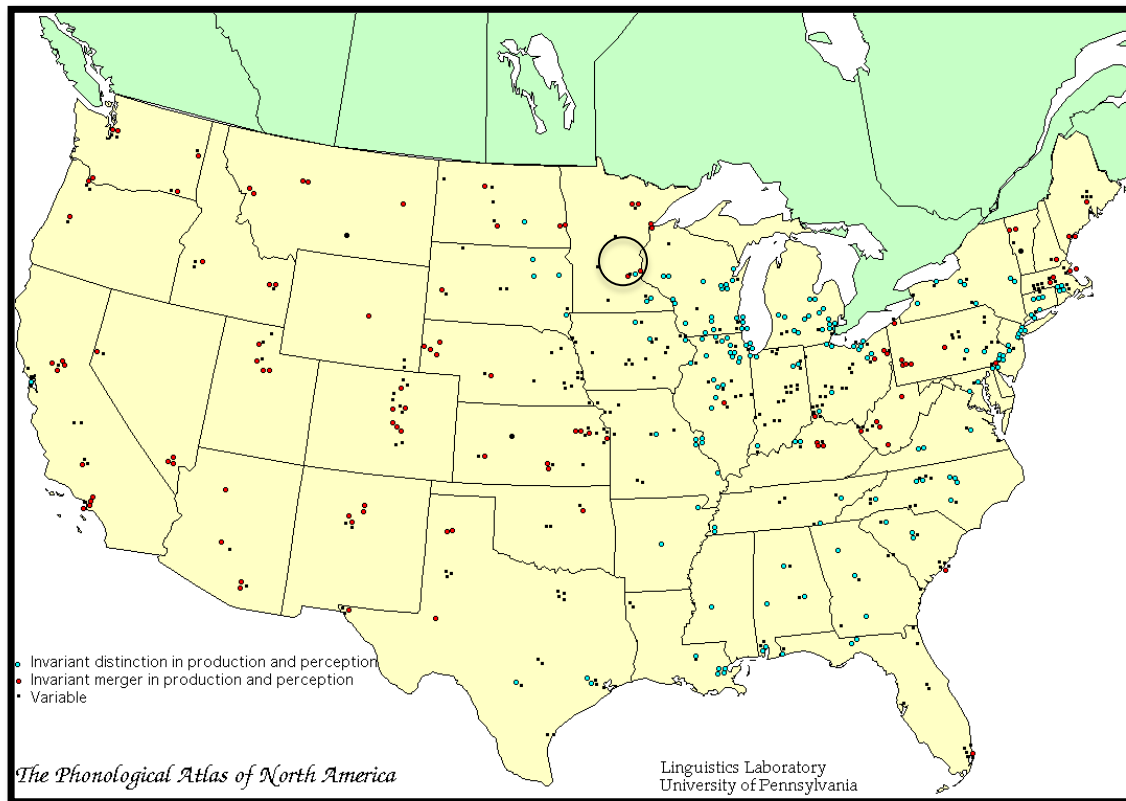 Invariant distinction in production and perception
Invariant merger in production and perception
Variable
The Phonological Atlas of North America
Linguistics Laboratory
University of Pennsylvania